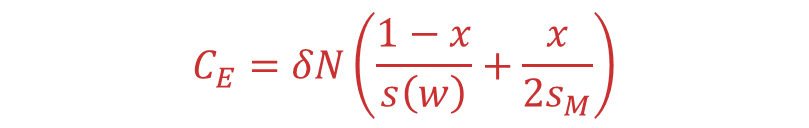 C_E = δN((1 − x)/s(w) + x/(2s_M))